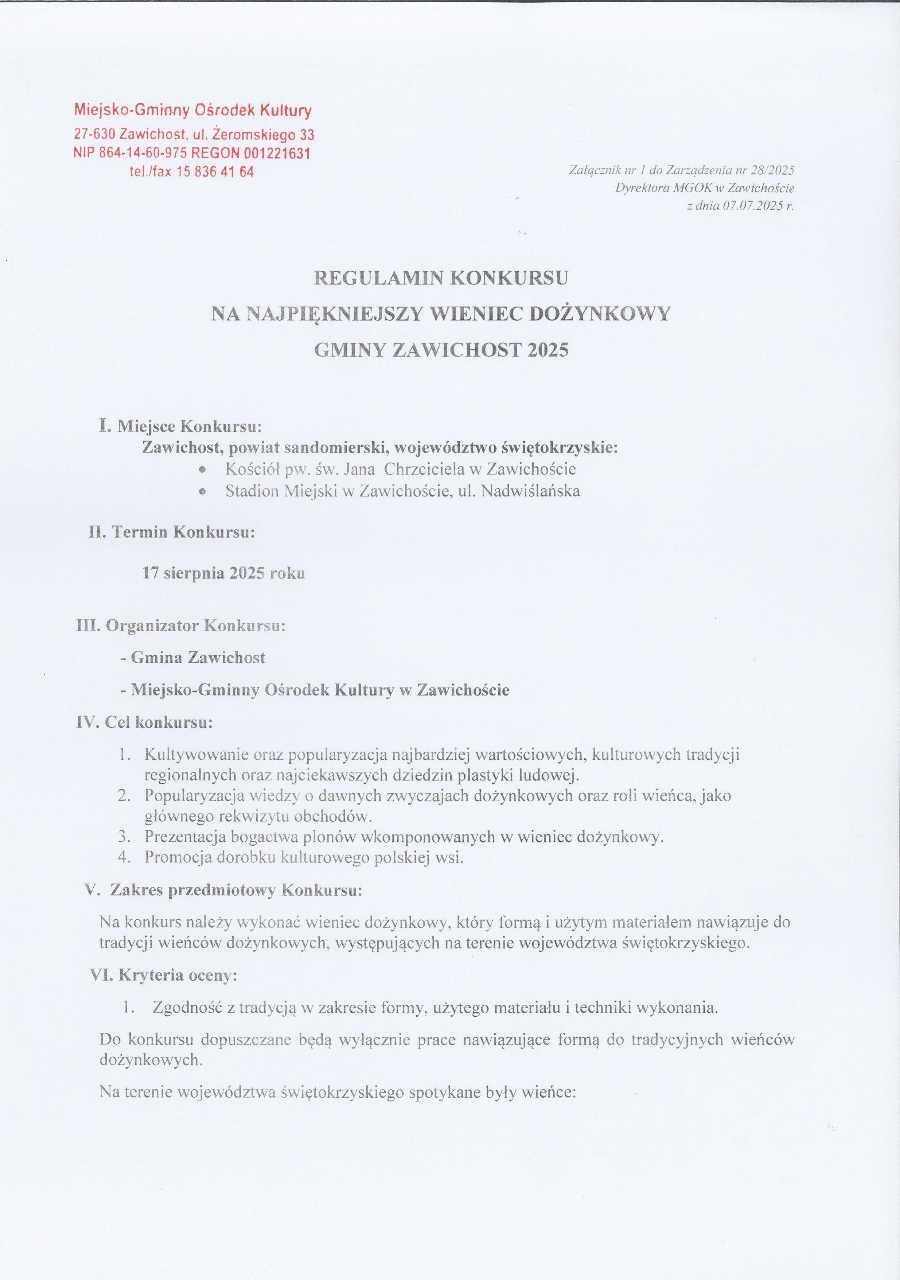 Miejsko-Gminny Ośrodek Kultury
27-630 Zawichost, ul. Żeromskiego 33
NIP 864-14-60-975 REGON 001221631
tel./fax 15 836 41 64
Załącznik nr 1 do Zarządzenia nr 28/2025
Dyrektora MGOK w Zawichoście
z dnia 07.07.2025 r.
REGULAMIN KONKURSU
NA NAJPIĘKNIEJSZY WIENIEC DOŻYNKOWY
GMINY ZAWICHOST 2025
I. Miejsce Konkursu:
Zawichost, powiat sandomierski, województwo świętokrzyskie:
• Kościół pw. św. Jana Chrzciciela w Zawichoście
• Stadion Miejski w Zawichoście, ul. Nadwiślańska
II. Termin Konkursu:
17 sierpnia 2025 roku
III. Organizator Konkursu:
- Gmina Zawichost
- Miejsko-Gminny Ośrodek Kultury w Zawichoście
IV. Cel konkursu:
1. Kultywowanie oraz popularyzacja najbardziej wartościowych, kulturowych tradycji
regionalnych oraz najciekawszych dziedzin plastyki ludowej.
2. Popularyzacja wiedzy o dawnych zwyczajach dożynkowych oraz roli wieńca, jako
głównego rekwizytu obchodów.
3. Prezentacja bogactwa plonów wkomponowanych w wieniec dożynkowy.
4. Promocja dorobku kulturowego polskiej wsi.
V. Zakres przedmiotowy Konkursu:
Na konkurs należy wykonać wieniec dożynkowy, który formą i użytym materiałem nawiązuje do
tradycji wieńców dożynkowych, występujących na terenie województwa świętokrzyskiego.
VI. Kryteria oceny:
1. Zgodność z tradycją w zakresie formy, użytego materiału i techniki wykonania.
Do konkursu dopuszczane będą wyłącznie prace nawiązujące formą do tradycyjnych wieńców
dożynkowych.
Na terenie województwa świętokrzyskiego spotykane były wieńce: